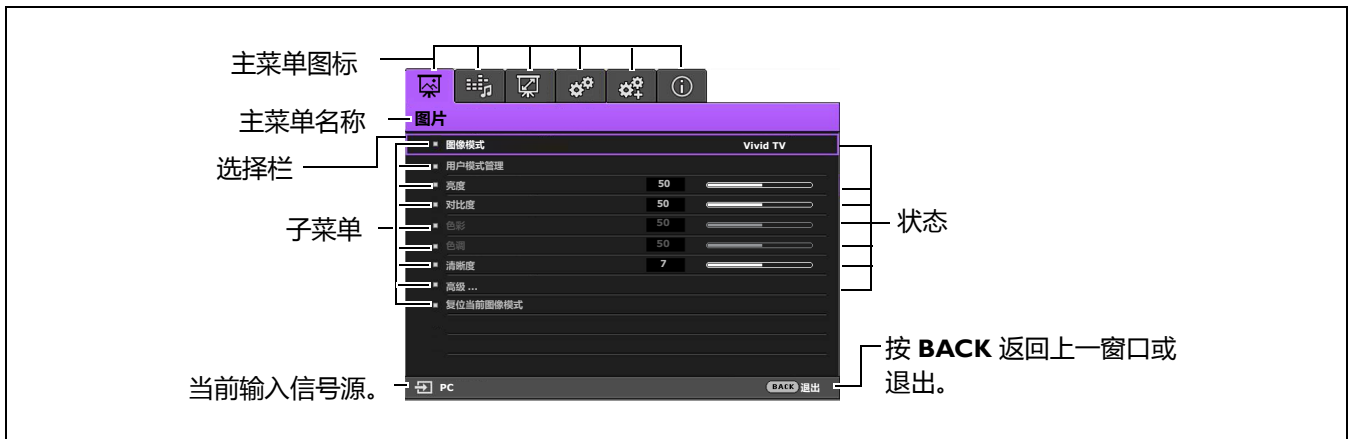 主菜单图标
主菜单名称
图片
选择栏
图像模式 Vivid TV
用户模式管理
亮度 50
对比度 50
子菜单
状态
色彩 50
色调 50
清晰度 7
高级 ...
复位当前图像模式
按 BACK 返回上一窗口或
退出。
当前输入信号源。
PC
BACK 退出